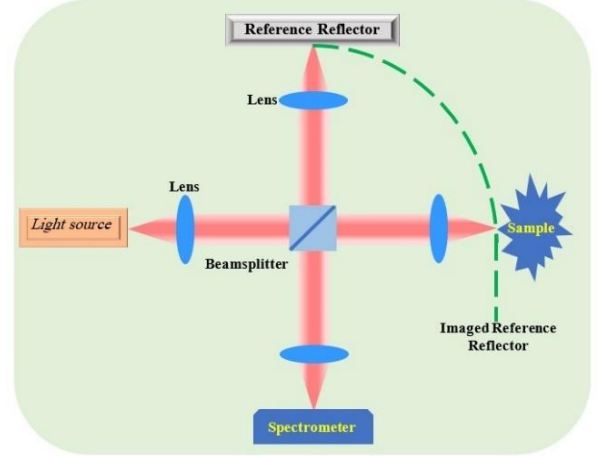 Reference Reflector
Lens
Lens
Light source
Sample
Beamsplitter
Imaged Reference
Reflector
Spectrometer